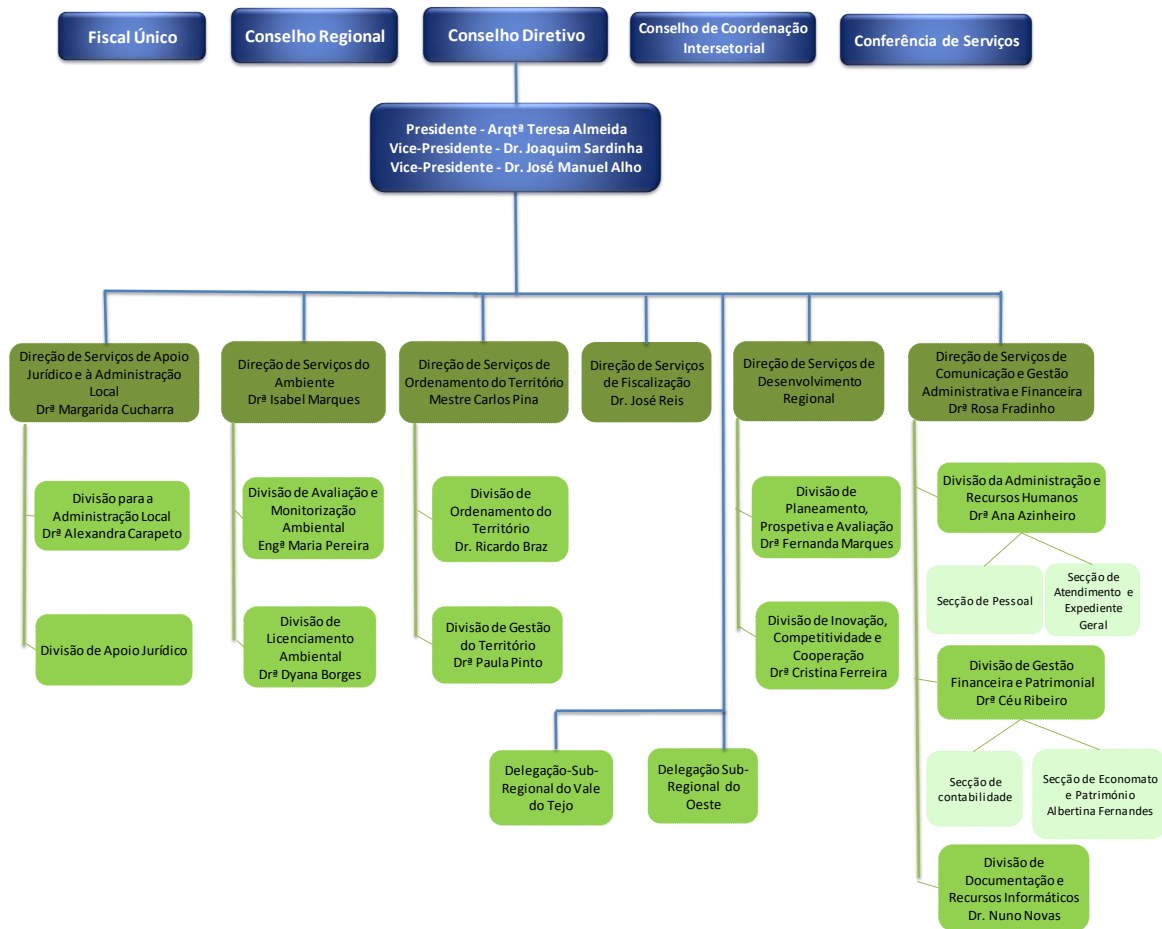 Fiscal Único
Conselho Regional
Conselho Diretivo
Conselho de Coordenação
Intersetorial
Conferência de Serviços
Presidente - Arqtª Teresa Almeida
Vice-Presidente - Dr. Joaquim Sardinha
Vice-Presidente - Dr. José Manuel Alho
Direção de Serviços de Apoio
Jurídico e à Administração
Local
Drª Margarida Cucharra
Direção de Serviços do
Ambiente
Drª Isabel Marques
Direção de Serviços de
Ordenamento do Território
Mestre Carlos Pina
Direção de Serviços
de Fiscalização
Dr. José Reis
Direção de Serviços de
Desenvolvimento
Regional
Direção de Serviços de
Comunicação e Gestão
Administrativa e Financeira
Drª Rosa Fradinho
Divisão para a
Administração Local
Drª Alexandra Carapeto
Divisão de Avaliação e
Monitorização
Ambiental
Engª Maria Pereira
Divisão de
Ordenamento do
Território
Dr. Ricardo Braz
Divisão de
Planeamento,
Prospetiva e Avaliação
Drª Fernanda Marques
Divisão da Administração e
Recursos Humanos
Drª Ana Azinheiro
Secção de Pessoal
Secção de
Atendimento e
Expediente
Geral
Divisão de Apoio Jurídico
Divisão de
Licenciamento
Ambiental
Drª Dyana Borges
Divisão de Gestão
do Território
Drª Paula Pinto
Divisão de Inovação,
Competitividade e
Cooperação
Drª Cristina Ferreira
Divisão de Gestão
Financeira e Patrimonial
Drª Céu Ribeiro
Delegação-Sub-
Regional do Vale
do Tejo
Delegação Sub-
Regional do
Oeste
Secção de
contabilidade
Secção de Economato
e Património
Albertina Fernandes
Divisão de
Documentação e
Recursos Informáticos
Dr. Nuno Novas